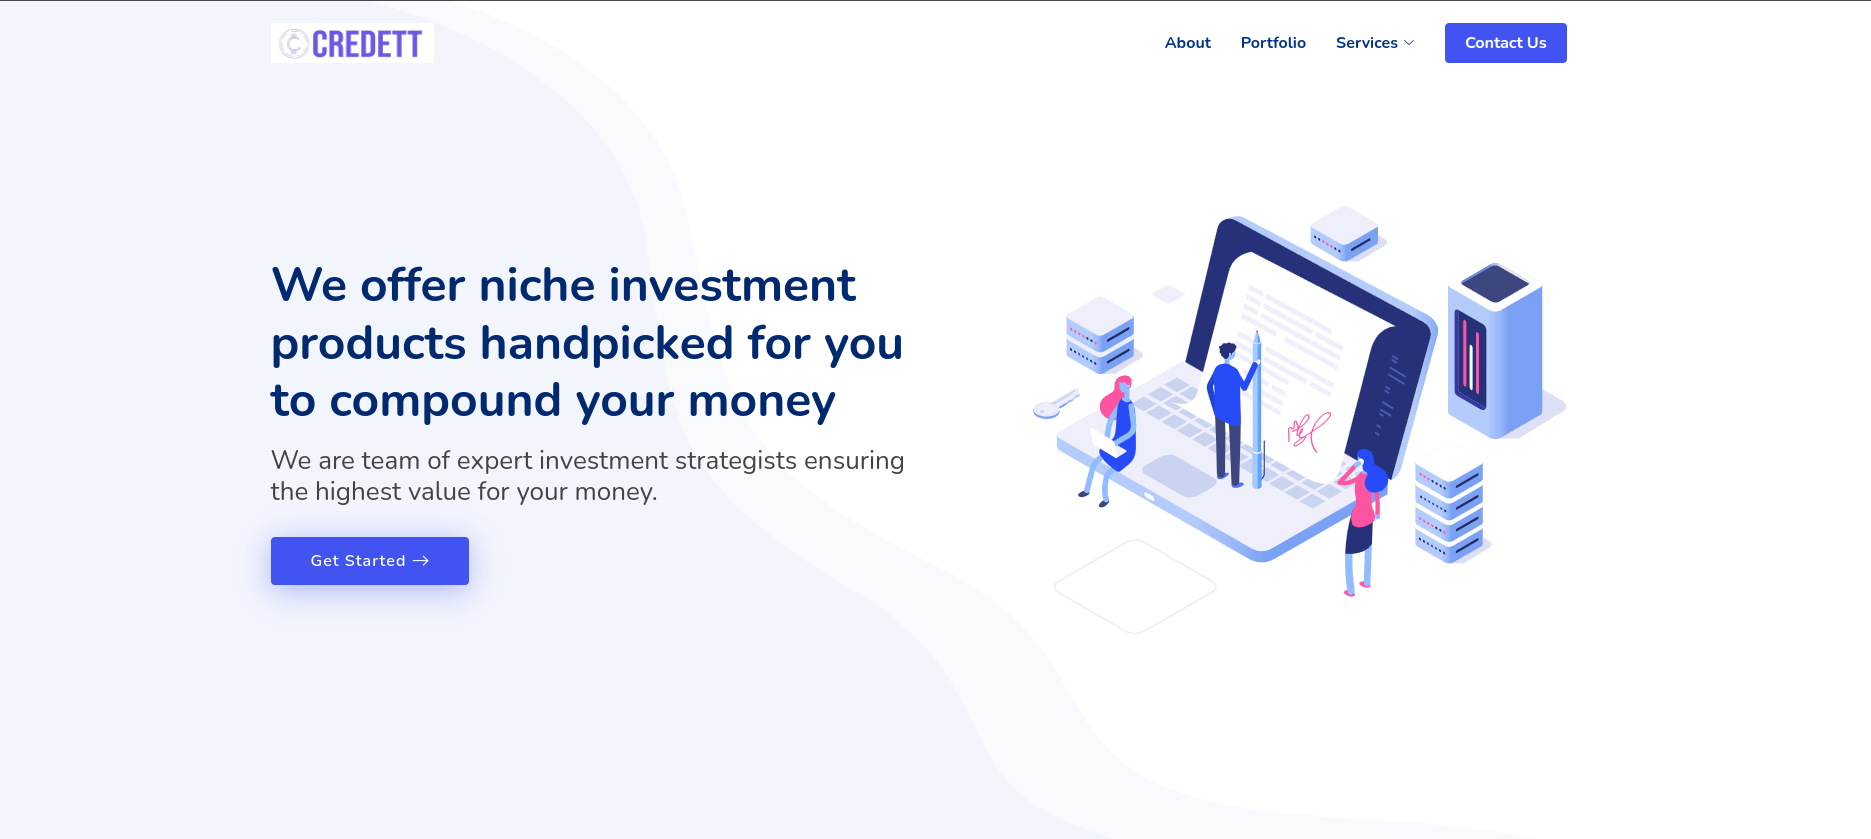 CREDETT
About Portfolio Services Contact Us
We offer niche investment
products handpicked for you
to compound your money
We are team of expert investment strategists ensuring
the highest value for your money.
Get Started →